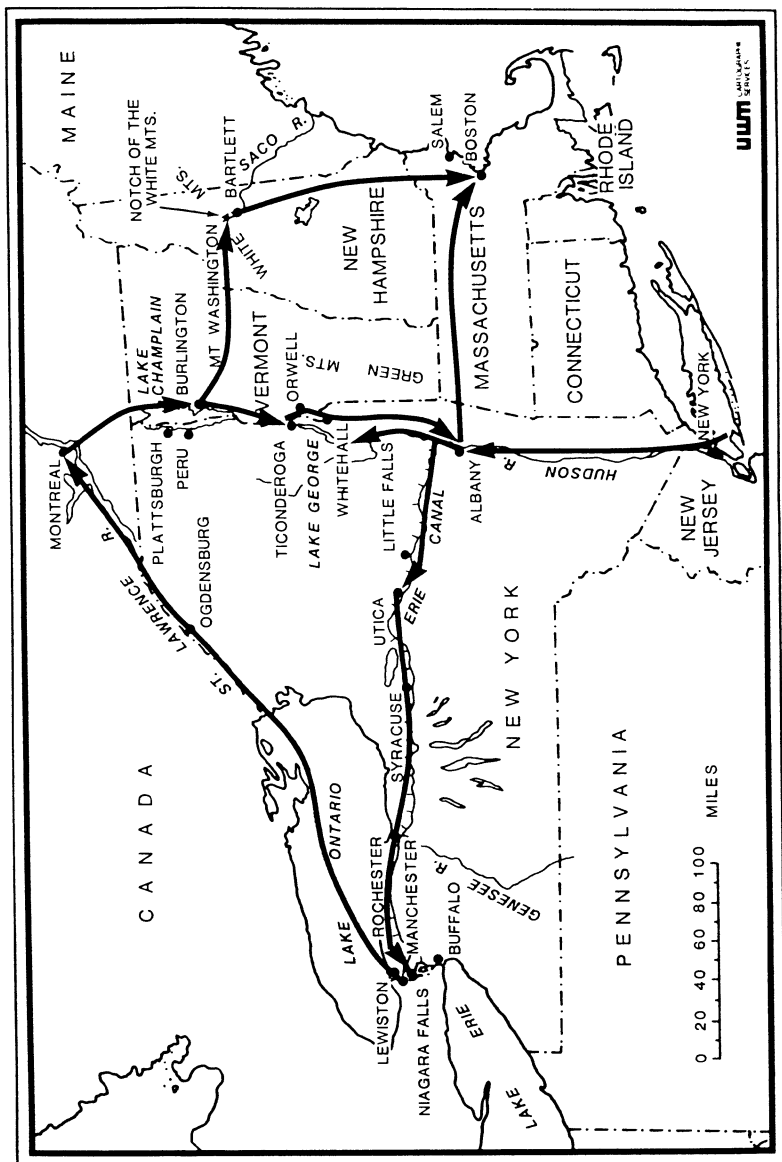 MAINE
NOTCH OF THE
WHITE MTS.
MTS.
SACO R.
BARTLETT
MT WASHINGTON
WHITE
SALEM
BOSTON
NEW
HAMPSHIRE
MASSACHUSETTS
RHODE
ISLAND
CONNECTICUT
UWM CARTOGRAPHIC
SERVICES
LAKE
CHAMPLAIN
BURLINGTON
VERMONT
ORWELL
GREEN MTS.
MONTREAL
PLATTSBURGH
PERU
TICONDEROGA
LAKE GEORGE
WHITEHALL
LITTLE FALLS
CANAL
ALBANY
HUDSON R.
NEW YORK
NEW
JERSEY
ST. LAWRENCE R.
OGDENSBURG
UTICA
ERIE
SYRACUSE
NEW YORK
CANADA
LAKE ONTARIO
ROCHESTER
MANCHESTER
GENESEE R.
LEWISTON
NIAGARA FALLS
BUFFALO
LAKE ERIE
PENNSYLVANIA
0 20 40 60 80 100
MILES